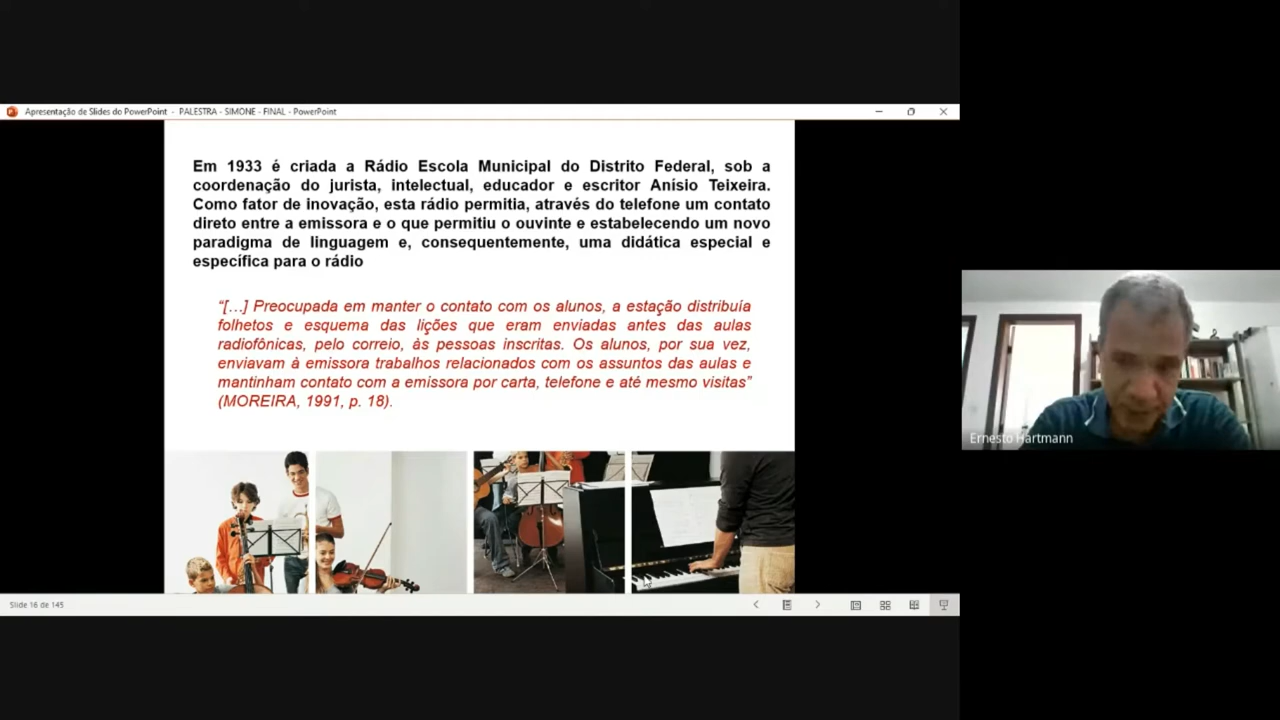 Apresentação de Slides do PowerPoint - PALESTRA - SIMONE - FINAL - PowerPoint
Em 1933 é criada a Rádio Escola Municipal do Distrito Federal, sob a
coordenação do jurista, intelectual, educador e escritor Anísio Teixeira.
Como fator de inovação, esta rádio permitia, através do telefone um contato
direto entre a emissora e o que permitiu o ouvinte e estabelecendo um novo
paradigma de linguagem e, consequentemente, uma didática especial e
específica para o rádio
“[...] Preocupada em manter o contato com os alunos, a estação distribuía
folhetos e esquema das lições que eram enviadas antes das aulas
radiofônicas, pelo correio, às pessoas inscritas. Os alunos, por sua vez,
enviavam à emissora trabalhos relacionados com os assuntos das aulas e
mantinham contato com a emissora por carta, telefone e até mesmo visitas”
(MOREIRA, 1991, p. 18).
Ernesto Hartmann
Slide 16 de 145